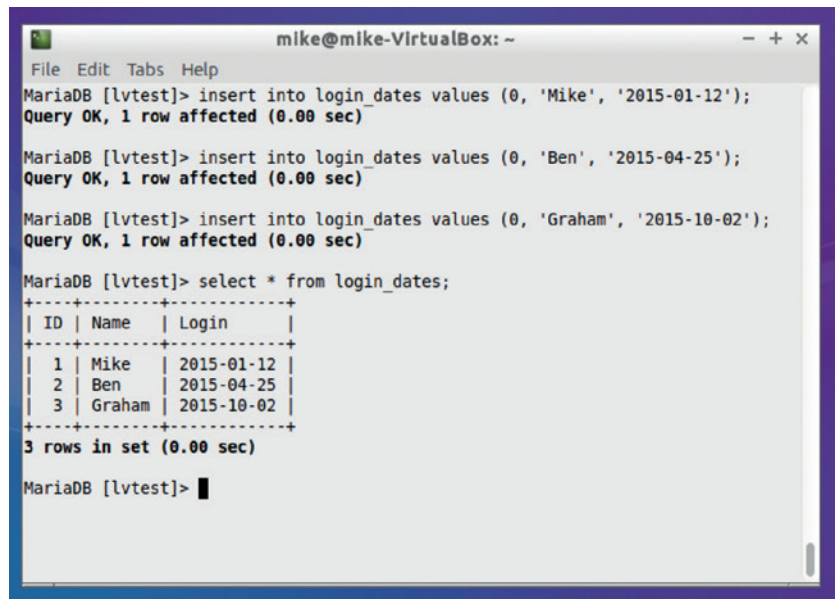 mike@mike-VirtualBox: ~
File Edit Tabs Help
MariaDB [lvtest]> insert into login_dates values (0, 'Mike', '2015-01-12');
Query OK, 1 row affected (0.00 sec)
MariaDB [lvtest]> insert into login_dates values (0, 'Ben', '2015-04-25');
Query OK, 1 row affected (0.00 sec)
MariaDB [lvtest]> insert into login_dates values (0, 'Graham', '2015-10-02');
Query OK, 1 row affected (0.00 sec)
MariaDB [lvtest]> select * from login_dates;
+----+--------+------------+
| ID | Name   | Login      |
+----+--------+------------+
|  1 | Mike   | 2015-01-12 |
|  2 | Ben    | 2015-04-25 |
|  3 | Graham | 2015-10-02 |
+----+--------+------------+
3 rows in set (0.00 sec)
MariaDB [lvtest]>